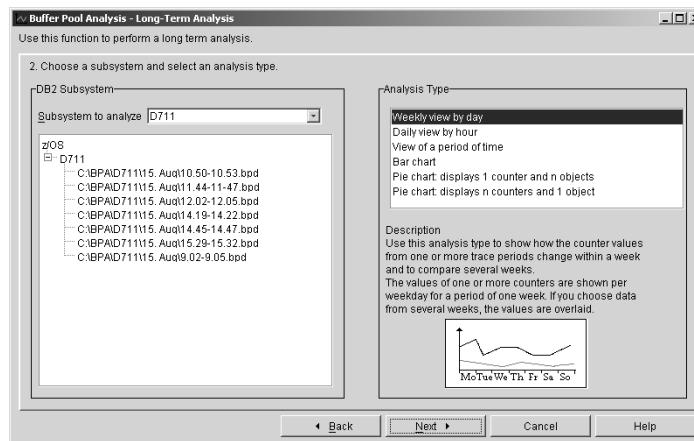 Buffer Pool Analysis - Long-Term Analysis
Use this function to perform a long term analysis.
2. Choose a subsystem and select an analysis type.
DB2 Subsystem
Subsystem to analyze D711
z/OS
D711
C:\BPA\D711\15. Aug\10.50-10.53.bpd
C:\BPA\D711\15. Aug\11.44-11-47.bpd
C:\BPA\D711\15. Aug\12.02-12.05.bpd
C:\BPA\D711\15. Aug\14.19-14.22.bpd
C:\BPA\D711\15. Aug\14.45-14.47.bpd
C:\BPA\D711\15. Aug\15.29-15.32.bpd
C:\BPA\D711\15. Aug\9.02-9.05.bpd
Analysis Type
Weekly view by day
Daily view by hour
View of a period of time
Bar chart
Pie chart: displays 1 counter and n objects
Pie chart: displays n counters and 1 object
Description
Use this analysis type to show how the counter values
from one or more trace periods change within a week
and to compare several weeks.
The values of one or more counters are shown per
weekday for a period of one week. If you choose data
from several weeks, the values are overlaid.
Mo Tue We Th Fr Sa So
Back
Next
Cancel
Help